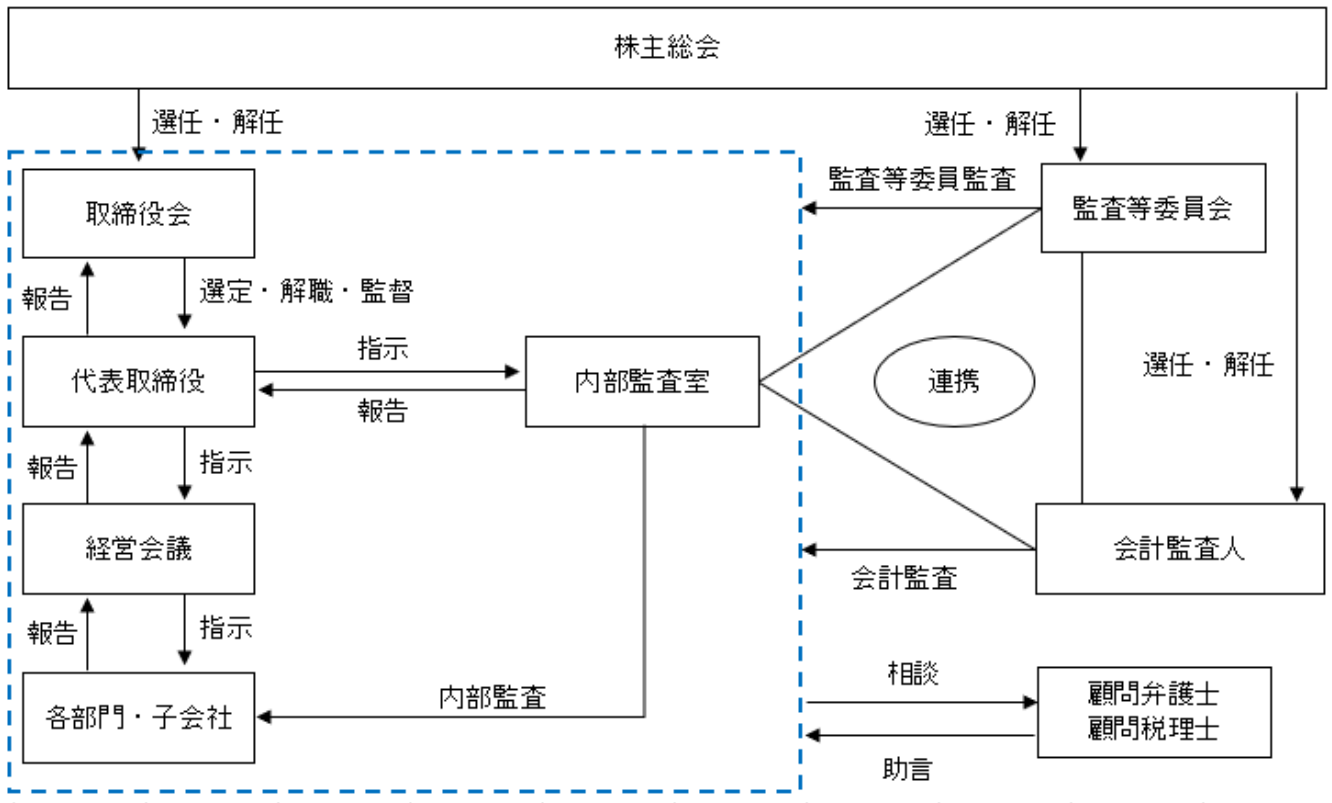 株主総会
選任・解任
選任・解任
監査等委員監査
監査等委員会
取締役会
報告
選定・解職・監督
指示
選任・解任
代表取締役
内部監査室
連携
報告
報告
指示
経営会議
会計監査人
会計監査
報告
指示
相談
内部監査
各部門・子会社
顧問弁護士
顧問税理士
助言